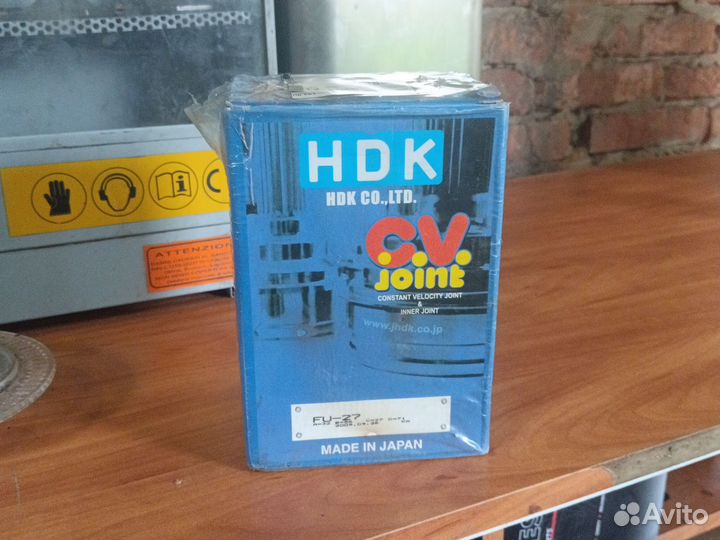 HDK
HDK CO.,LTD.
C.V.
Joint
CONSTANT VELOCITY JOINT
&
INNER JOINT
www.jhdk.co.jp
FU-27
MADE IN JAPAN
ATTENZION
Avito